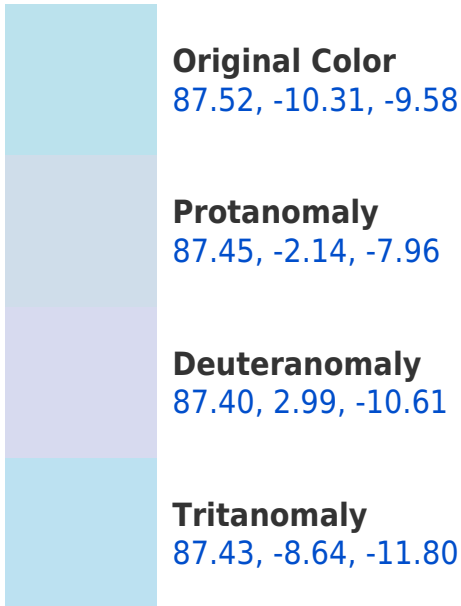 Original Color
87.52, -10.31, -9.58
Protanomaly
87.45, -2.14, -7.96
Deuteranomaly
87.40, 2.99, -10.61
Tritanomaly
87.43, -8.64, -11.80